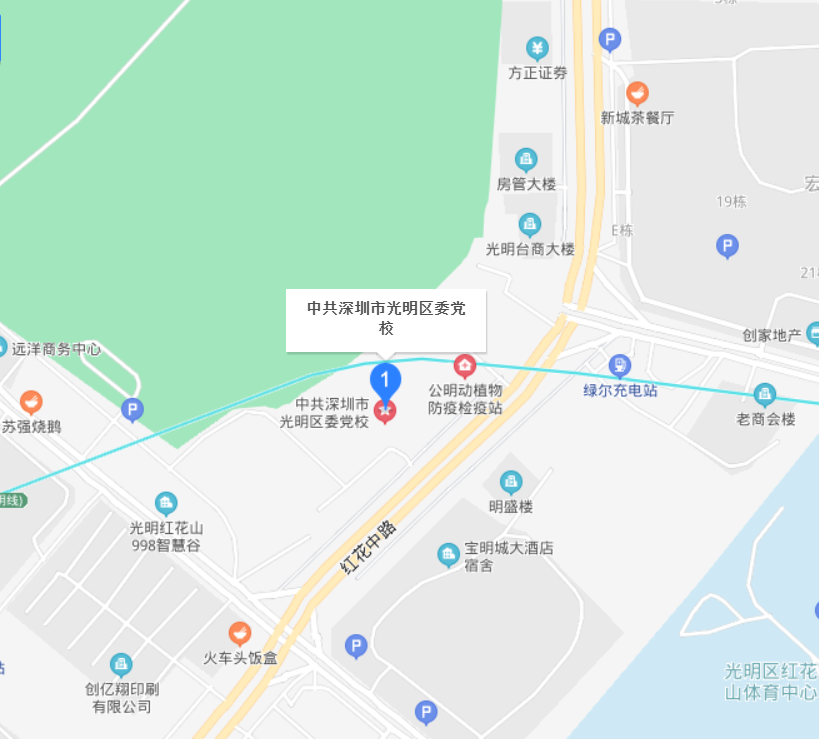 方正证券
P
新城茶餐厅
房管大楼
19栋
宏
E栋
P
光明台商大楼
21
中共深圳市光明区委党
校
创家地产
远洋商务中心
1
公明动植物
防疫检疫站
绿尔充电站
老商会楼
苏强烧鹅
P
中共深圳市
光明区委党校
明线)
明盛楼
光明红花山
998智慧谷
红花中路
宝明城大酒店
宿舍
火车头饭盒
P
站
创亿翔印刷
有限公司
光明区红花
山体育中心
P